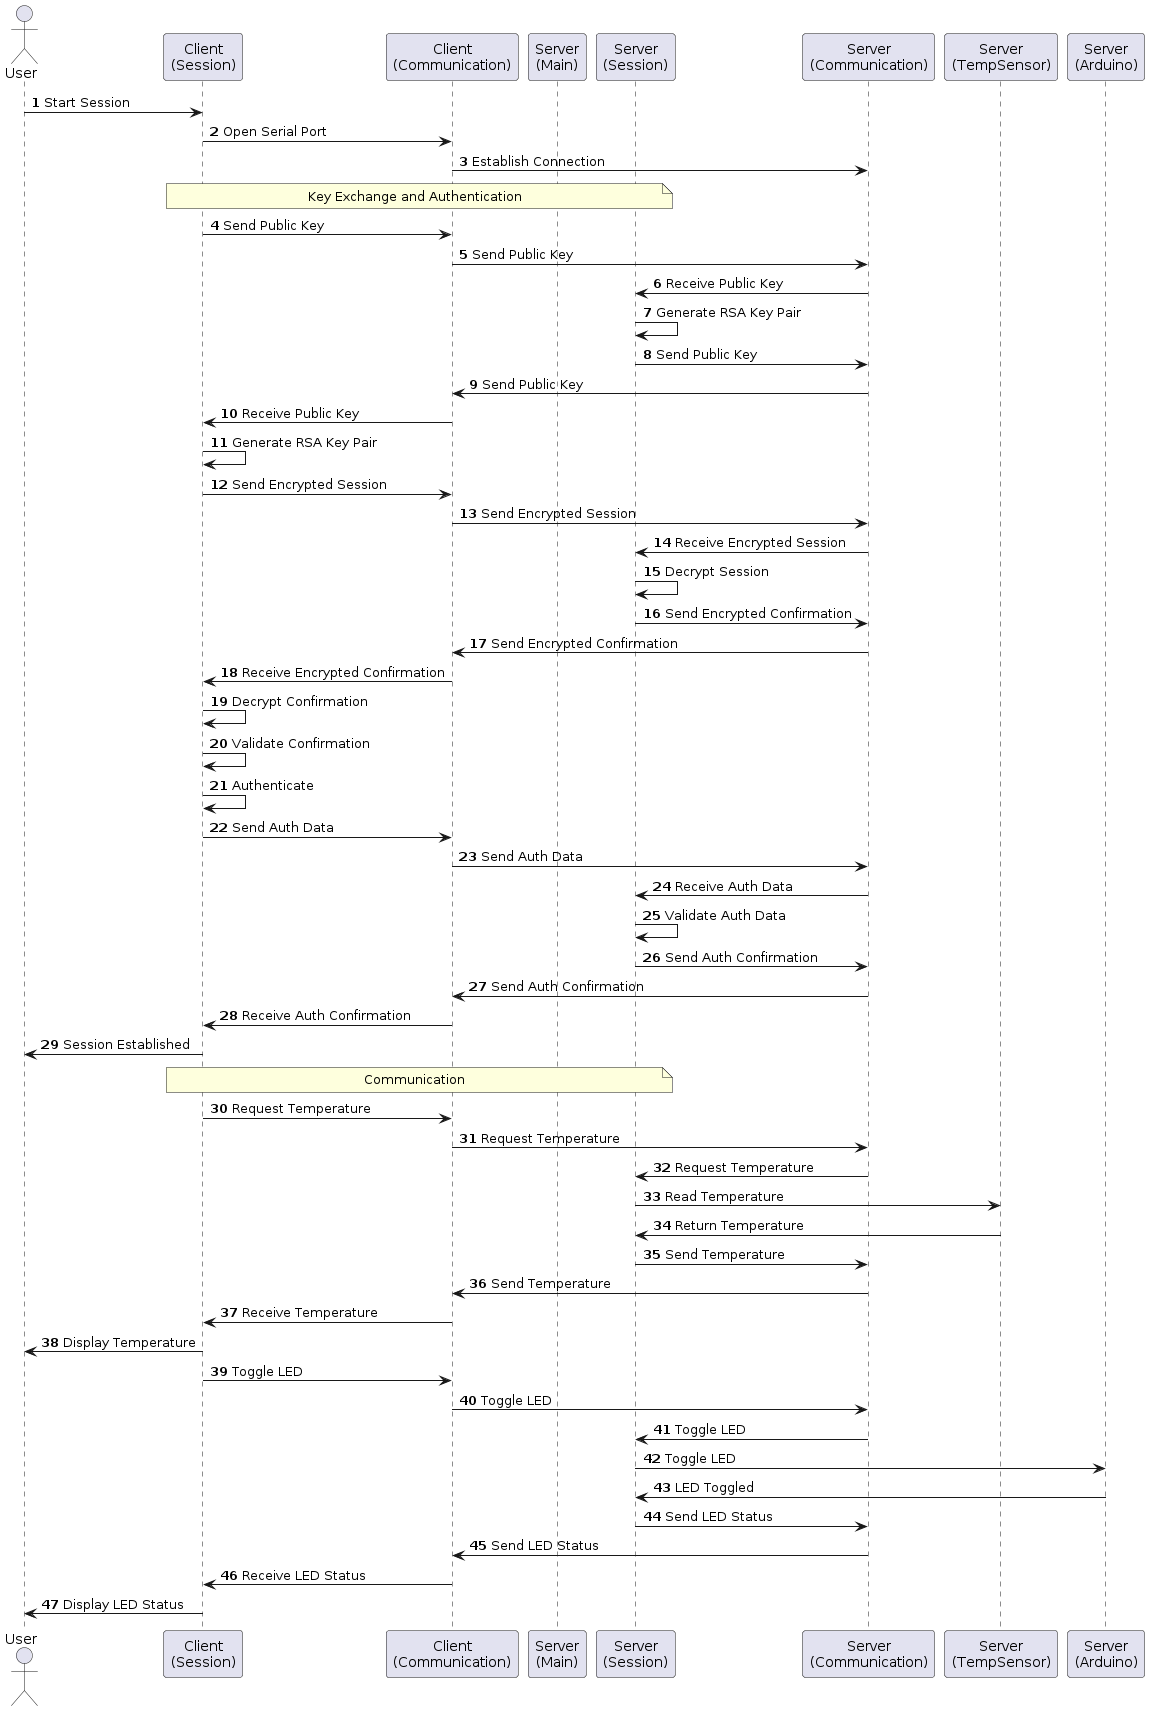 User
Client
(Session)
Client
(Communication)
Server
(Main)
Server
(Session)
Server
(Communication)
Server
(TempSensor)
Server
(Arduino)
1 Start Session
2 Open Serial Port
3 Establish Connection
Key Exchange and Authentication
4 Send Public Key
5 Send Public Key
6 Receive Public Key
7 Generate RSA Key Pair
8 Send Public Key
9 Send Public Key
10 Receive Public Key
11 Generate RSA Key Pair
12 Send Encrypted Session
13 Send Encrypted Session
14 Receive Encrypted Session
15 Decrypt Session
16 Send Encrypted Confirmation
17 Send Encrypted Confirmation
18 Receive Encrypted Confirmation
19 Decrypt Confirmation
20 Validate Confirmation
21 Authenticate
22 Send Auth Data
23 Send Auth Data
24 Receive Auth Data
25 Validate Auth Data
26 Send Auth Confirmation
27 Send Auth Confirmation
28 Receive Auth Confirmation
29 Session Established
Communication
30 Request Temperature
31 Request Temperature
32 Request Temperature
33 Read Temperature
34 Return Temperature
35 Send Temperature
36 Send Temperature
37 Receive Temperature
38 Display Temperature
39 Toggle LED
40 Toggle LED
41 Toggle LED
42 Toggle LED
43 LED Toggled
44 Send LED Status
45 Send LED Status
46 Receive LED Status
47 Display LED Status
User
Client
(Session)
Client
(Communication)
Server
(Main)
Server
(Session)
Server
(Communication)
Server
(TempSensor)
Server
(Arduino)